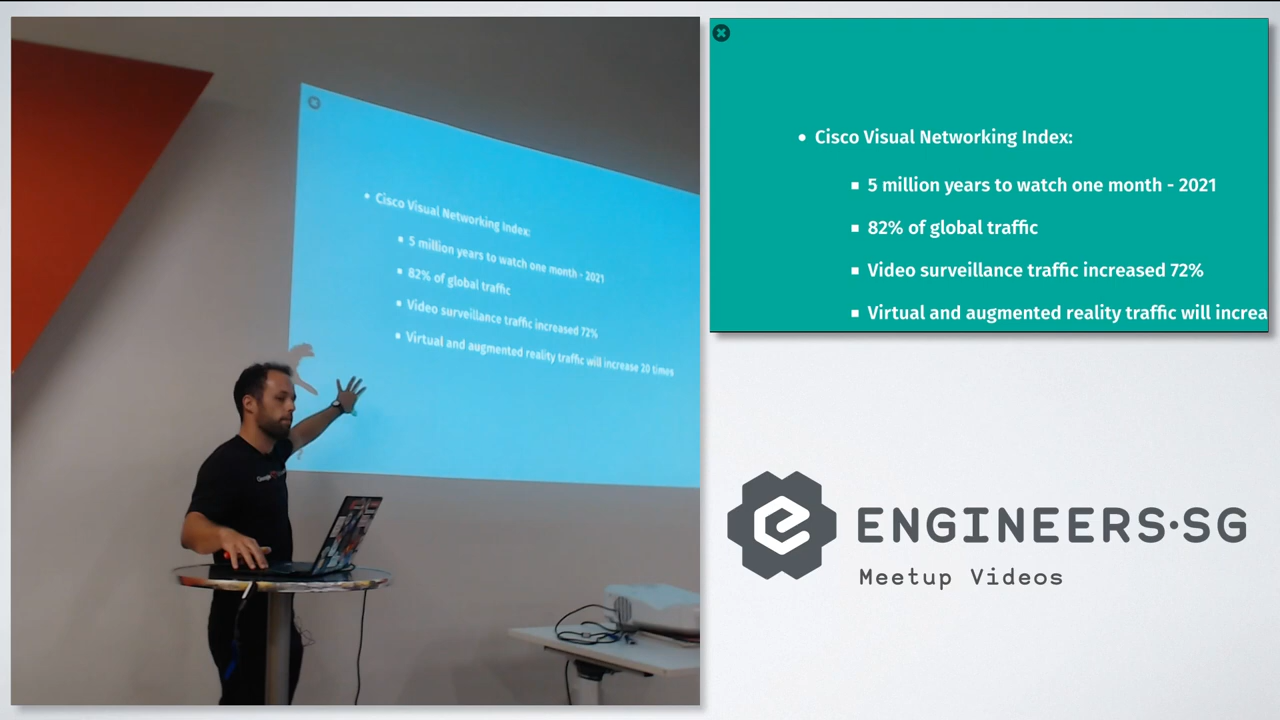 Cisco Visual Networking Index:
5 million years to watch one month - 2021
82% of global traffic
Video surveillance traffic increased 72%
Virtual and augmented reality traffic will increase 20 times
Cisco Visual Networking Index:
5 million years to watch one month - 2021
82% of global traffic
Video surveillance traffic increased 72%
Virtual and augmented reality traffic will increa
ENGINEERS·SG
Meetup Videos